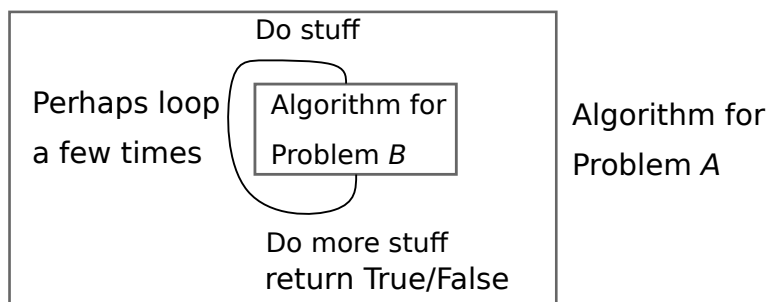 Do stuff
Perhaps loop
a few times
Algorithm for
Problem B
Do more stuff
return True/False
Algorithm for
Problem A